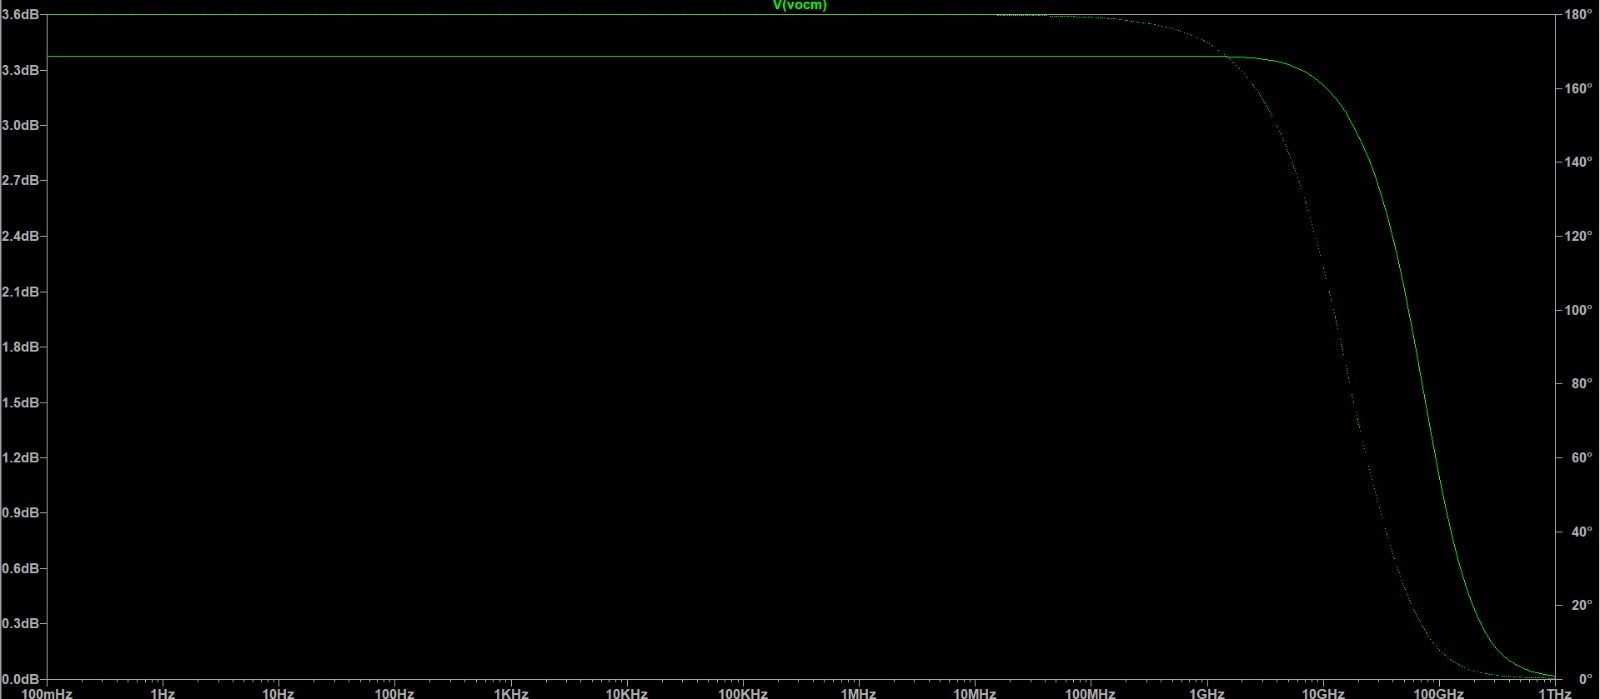 V(vocm)
3.6dB
3.3dB
3.0dB
2.7dB
2.4dB
2.1dB
1.8dB
1.5dB
1.2dB
0.9dB
0.6dB
0.3dB
0.0dB
180°
160°
140°
120°
100°
80°
60°
40°
20°
0°
100mHz 1Hz 10Hz 100Hz 1KHz 10KHz 100KHz 1MHz 10MHz 100MHz 1GHz 10GHz 100GHz 1THz